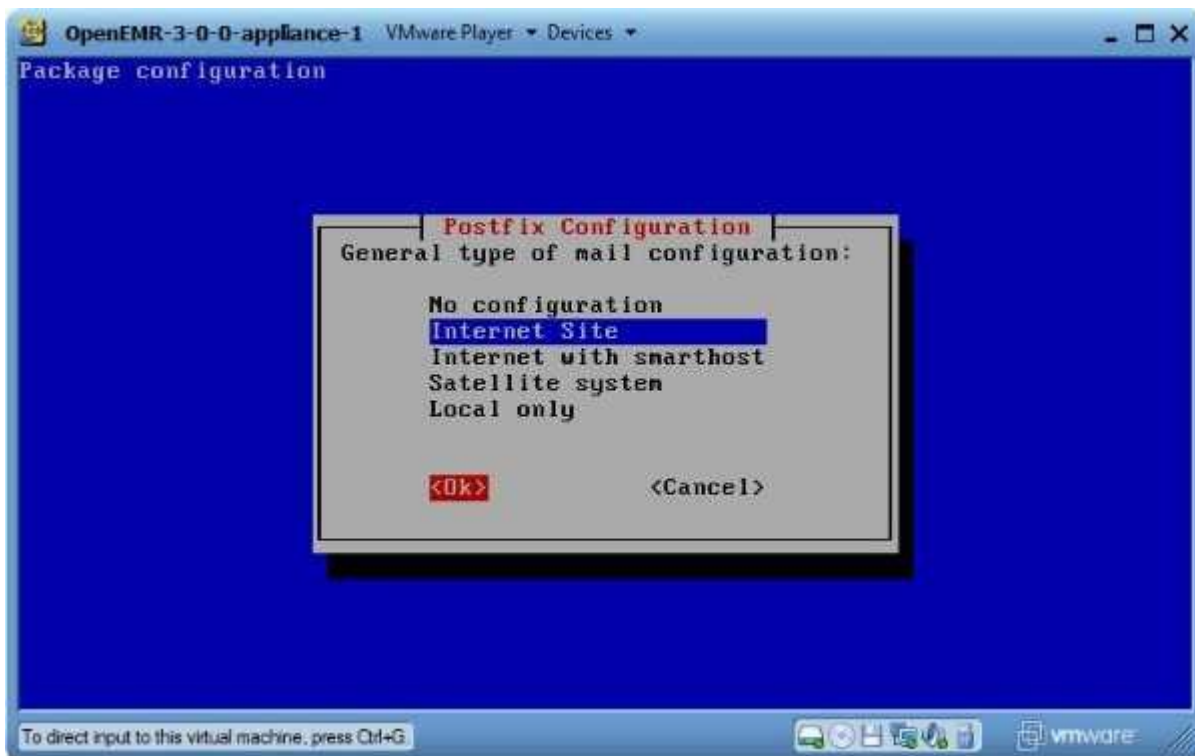 OpenEMR-3-0-0-appliance-1 VMware Player Devices
Package configuration
Postfix Configuration
General type of mail configuration:
No configuration
Internet Site
Internet with smarthost
Satellite system
Local only
<Ok> <Cancel>
To direct input to this virtual machine, press Ctrl+G.
vmware